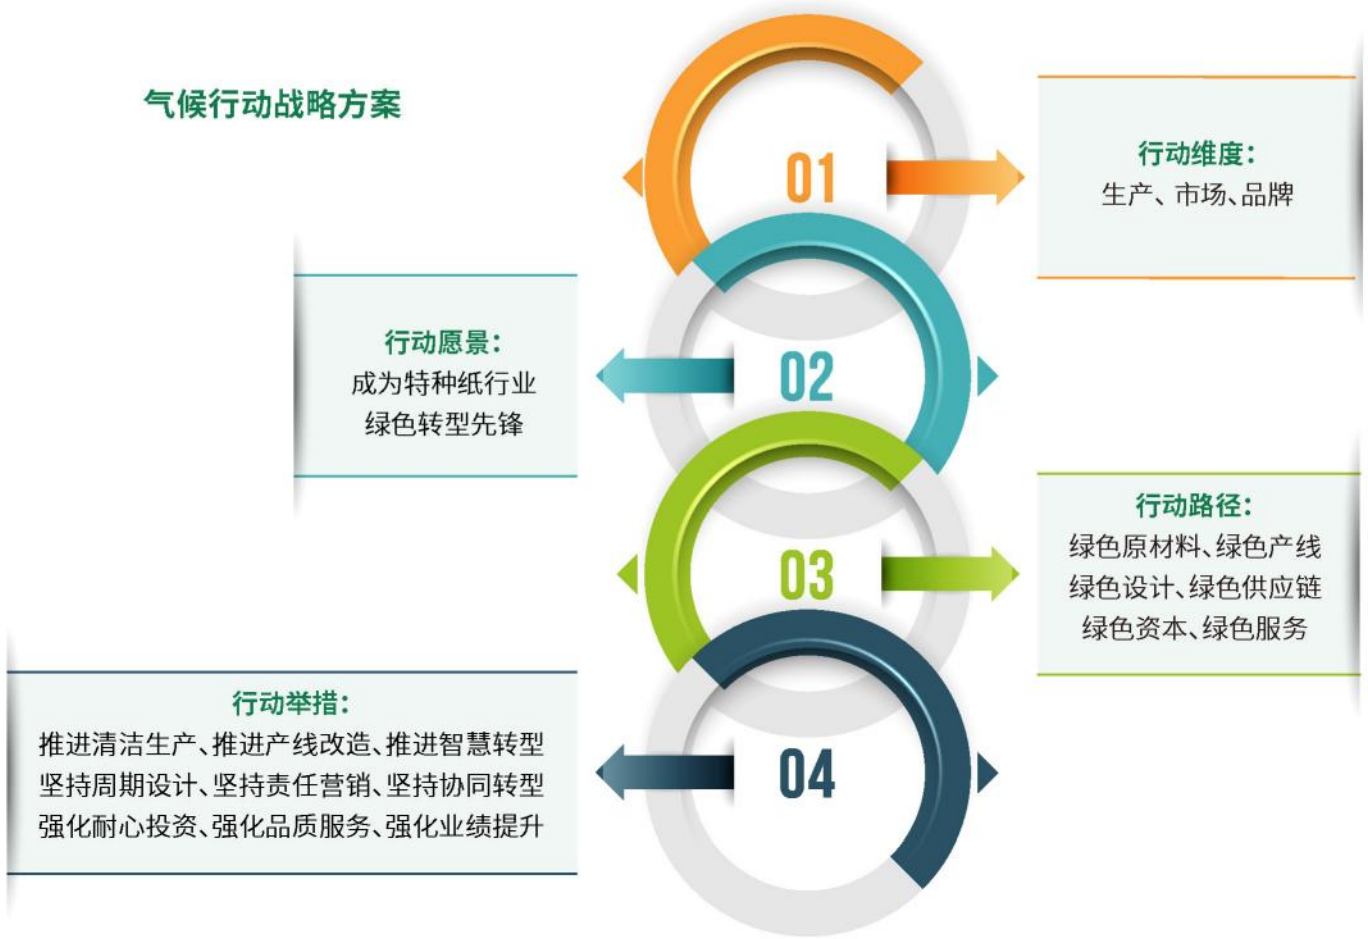 气候行动战略方案
01
行动维度：
生产、市场、品牌
02
行动愿景：
成为特种纸行业
绿色转型先锋
03
行动路径：
绿色原材料、绿色产线
绿色设计、绿色供应链
绿色资本、绿色服务
04
行动举措：
推进清洁生产、推进产线改造、推进智慧转型
坚持周期设计、坚持责任营销、坚持协同转型
强化耐心投资、强化品质服务、强化业绩提升